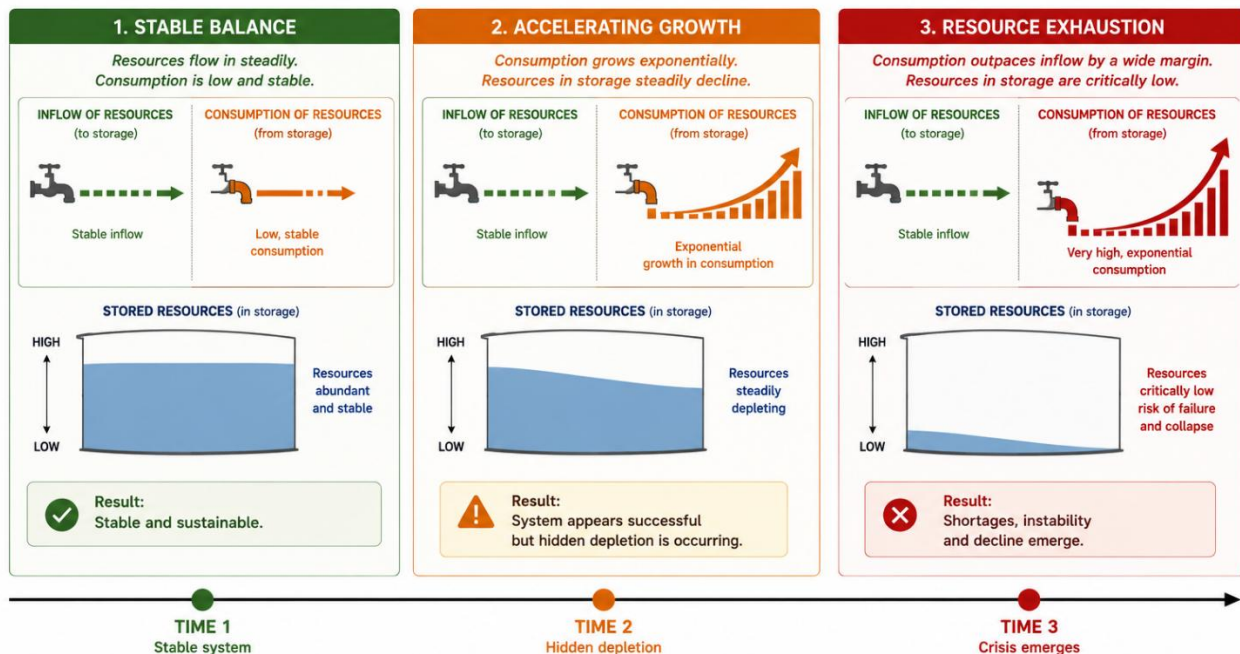 1. STABLE BALANCE
Resources flow in steadily.
Consumption is low and stable.
INFLOW OF RESOURCES
(to storage)
Stable inflow
CONSUMPTION OF RESOURCES
(from storage)
Low, stable
consumption
STORED RESOURCES (in storage)
HIGH
LOW
Resources
abundant
and stable
Result:
Stable and sustainable.
2. ACCELERATING GROWTH
Consumption grows exponentially.
Resources in storage steadily decline.
INFLOW OF RESOURCES
(to storage)
Stable inflow
CONSUMPTION OF RESOURCES
(from storage)
Exponential
growth in consumption
STORED RESOURCES (in storage)
HIGH
LOW
Resources
steadily
depleting
Result:
System appears successful
but hidden depletion is occurring.
3. RESOURCE EXHAUSTION
Consumption outpaces inflow by a wide margin.
Resources in storage are critically low.
INFLOW OF RESOURCES
(to storage)
Stable inflow
CONSUMPTION OF RESOURCES
(from storage)
Very high, exponential
consumption
STORED RESOURCES (in storage)
HIGH
LOW
Resources
critically low
risk of failure
and collapse
Result:
Shortages, instability
and decline emerge.
TIME 1
Stable system
TIME 2
Hidden depletion
TIME 3
Crisis emerges